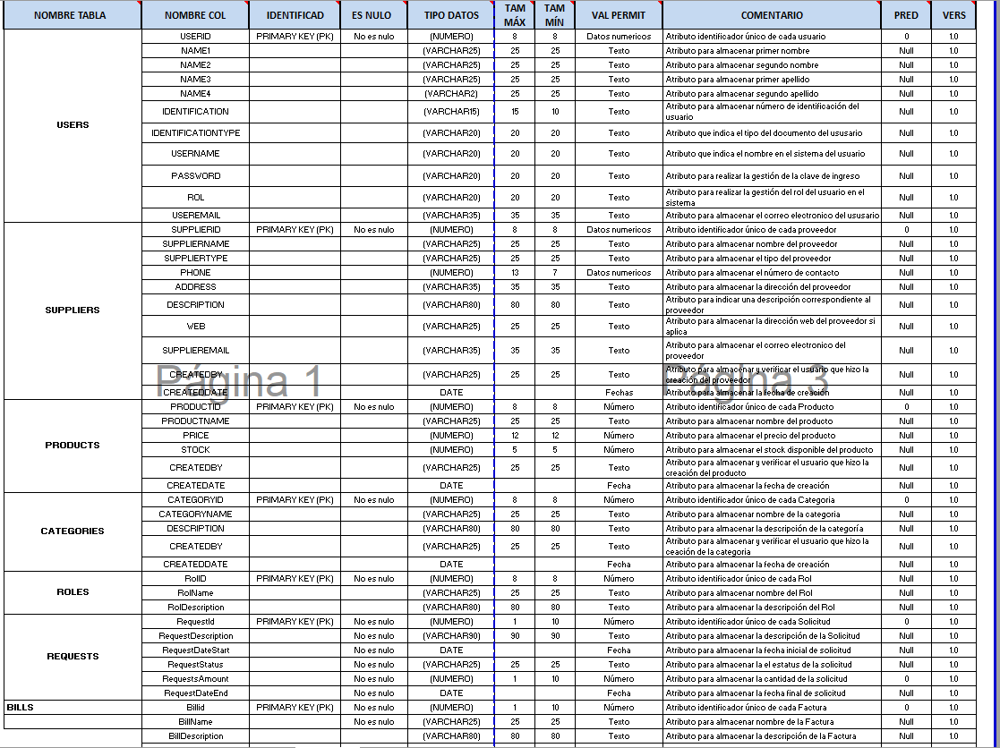 NOMBRE TABLA NOMBRE COL IDENTIFICAD ES NULO TIPO DATOS TAM MÁX TAM MÍN VAL PERMIT COMENTARIO PRED VERS
USERS
USERID PRIMARY KEY (PK) No es nulo (NUMERO) 8 8 Datos numericos Atributo identificador único de cada usuario 0 1.0
NAME1 (VARCHAR25) 25 25 Texto Atributo para almacenar primer nombre Null 1.0
NAME2 (VARCHAR25) 25 25 Texto Atributo para almacenar segundo nombre Null 1.0
NAME3 (VARCHAR25) 25 25 Texto Atributo para almacenar primer apellido Null 1.0
NAME4 (VARCHAR2) 25 25 Texto Atributo para almacenar segundo apellido Null 1.0
IDENTIFICATION (VARCHAR15) 15 10 Texto Atributo para almacenar número de identificación del
usuario Null 1.0
IDENTIFICATIONTYPE (VARCHAR20) 20 20 Texto Atributo que indica el tipo del documento del ususario Null 1.0
USERNAME (VARCHAR20) 20 20 Texto Atributo que indica el nombre en el sistema del usuario Null 1.0
PASSWORD (VARCHAR20) 20 20 Texto Atributo para realizar la gestión de la clave de ingreso Null 1.0
ROL (VARCHAR20) 20 20 Texto Atributo para realizar la gestión del rol del usuario en el
sistema Null 1.0
USEREMAIL (VARCHAR35) 35 35 Texto Atributo para almacenar el correo electronico del ususario Null 1.0
SUPPLIERS
SUPPLIERID PRIMARY KEY (PK) No es nulo (NUMERO) 8 8 Datos numericos Atributo identificador único de cada proveedor 0 1.0
SUPPLIERNAME (VARCHAR25) 25 25 Texto Atributo para almacenar nombre del proveedor Null 1.0
SUPPLIERTYPE (VARCHAR25) 25 25 Texto Atributo para almacenar el tipo del proveedor Null 1.0
PHONE (NUMERO) 13 7 Datos numericos Atributo para almacenar el número de contacto Null 1.0
ADDRESS (VARCHAR35) 35 35 Texto Atributo para almacenar la dirección del proveedor Null 1.0
DESCRIPTION (VARCHAR80) 80 80 Texto Atributo para indicar una descripción correspondiente al
proveedor Null 1.0
WEB (VARCHAR25) 25 25 Texto Atributo para almacenar la dirección web del proveedor si
aplica Null 1.0
SUPPLIEREMAIL (VARCHAR35) 35 35 Texto Atributo para almacenar el correo electronico del
proveedor Null 1.0
CREATEDBY (VARCHAR25) 25 25 Texto Atributo para almacenar y verificar el usuario que hizo la
creación del proveedor Null 1.0
Página 1 Página 3
CREATEDDATE DATE Fechas Atributo para almacenar la fecha de creación Null 1.0
PRODUCTS
PRODUCTID PRIMARY KEY (PK) No es nulo (NUMERO) 8 8 Número Atributo identificador único de cada Producto 0 1.0
PRODUCTNAME (VARCHAR25) 25 25 Texto Atributo para almacenar nombre del producto Null 1.0
PRICE (NUMERO) 12 12 Número Atributo para almacenar el precio del producto Null 1.0
STOCK (NUMERO) 5 5 Número Atributo para almacenar el stock disponible del producto Null 1.0
CREATEDBY (VARCHAR25) 25 25 Texto Atributo para almacenar y verificar el usuario que hizo la
creación del producto Null 1.0
CREATEDATE DATE Fecha Atributo para almacenar la fecha de creación Null 1.0
CATEGORIES
CATEGORYID PRIMARY KEY (PK) No es nulo (NUMERO) 8 8 Número Atributo identificador único de cada Categoria 0 1.0
CATEGORYNAME (VARCHAR25) 25 25 Texto Atributo para almacenar nombre de la categoria Null 1.0
DESCRIPTION (VARCHAR80) 80 80 Texto Atributo para almacenar la descripción de la categoría Null 1.0
CREATEDBY (VARCHAR25) 25 25 Texto Atributo para almacenar y verificar el usuario que hizo la
ceación de la categoria Null 1.0
CREATEDDATE DATE Fecha Atributo para almacenar la fecha de creación Null 1.0
ROLES
RolID PRIMARY KEY (PK) No es nulo (NUMERO) 8 8 Número Atributo identificador único de cada Rol 0 1.0
RolName (VARCHAR25) 25 25 Texto Atributo para almacenar nombre del Rol Null 1.0
RolDescription (VARCHAR80) 80 80 Texto Atributo para almacenar la descripción del Rol Null 1.0
REQUESTS
RequestId PRIMARY KEY (PK) No es nulo (NUMERO) 1 10 Número Atributo identificador único de cada Solicitud 0 1.0
RequestDescription No es nulo (VARCHAR90) 90 90 Texto Atributo para almacenar la descripción de la Solicitud Null 1.0
RequestDateStart No es nulo DATE Fecha Atributo para almacenar la fecha inicial de solicitud Null 1.0
RequestStatus No es nulo (VARCHAR25) 25 25 Texto Atributo para almacenar la el estatus de la solicitud Null 1.0
RequestsAmount No es nulo (NUMERO) 1 10 Número Atributo para almacenar la cantidad de la solicitud 0 1.0
RequestDateEnd No es nulo DATE Fecha Atributo para almacenar la fecha final de solicitud Null 1.0
BILLS Billid PRIMARY KEY (PK) No es nulo (NUMERO) 1 10 Número Atributo identificador único de cada Factura 0 1.0
BillName No es nulo (VARCHAR25) 25 25 Texto Atributo para almacenar nombre de la Factura Null 1.0
BillDescription (VARCHAR80) 80 80 Texto Atributo para almacenar la descripción de la Factura Null 1.0